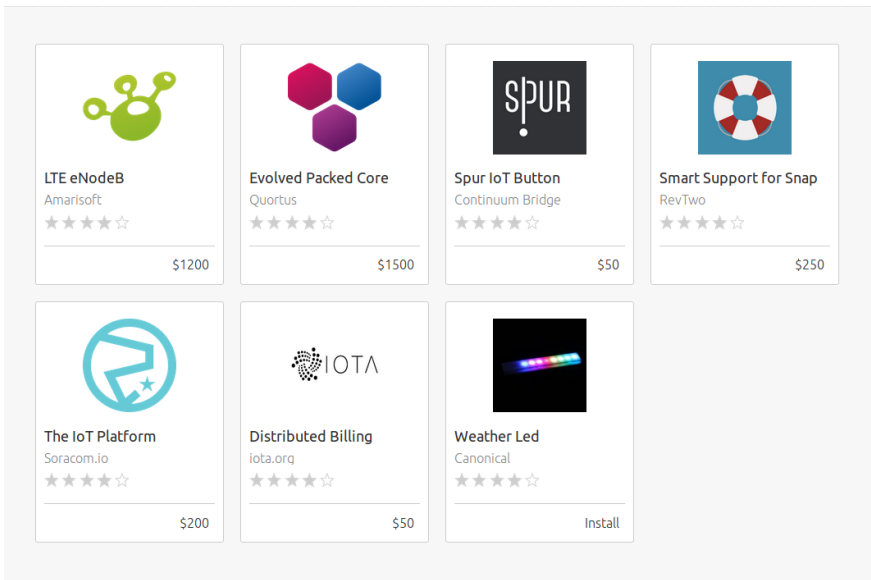 SPUR
LTE eNodeB
Amarisoft
$1200
Evolved Packed Core
Quortus
$1500
Spur IoT Button
Continuum Bridge
$50
Smart Support for Snap
RevTwo
$250
The IoT Platform
Soracom.io
$200
IOTA
Distributed Billing
iota.org
$50
Weather Led
Canonical
Install